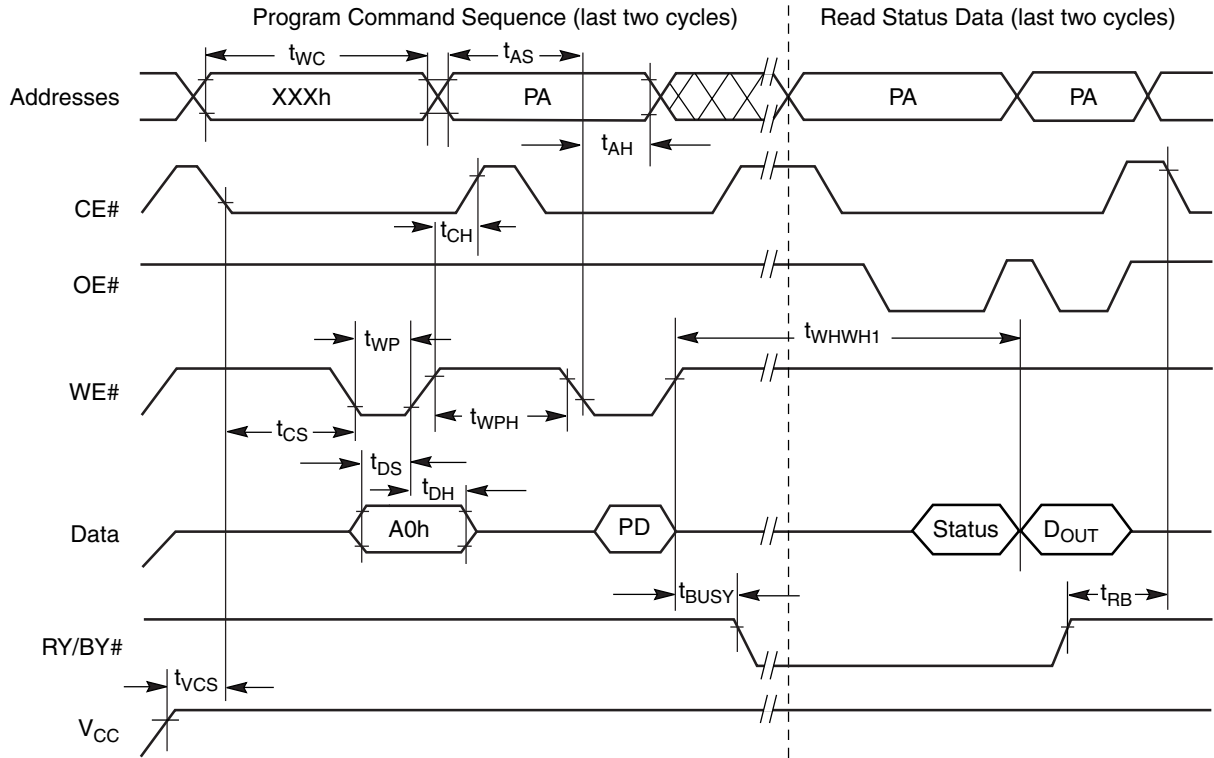 Program Command Sequence (last two cycles) Read Status Data (last two cycles)
tWC tAS
Addresses XXXh PA PA PA
tAH
CE#
tCH
OE#
tWHWH1
tWP
WE#
tWPH
tCS
tDS
tDH
Data A0h PD Status DOUT
tBUSY tRB
RY/BY#
tVCS
VCC